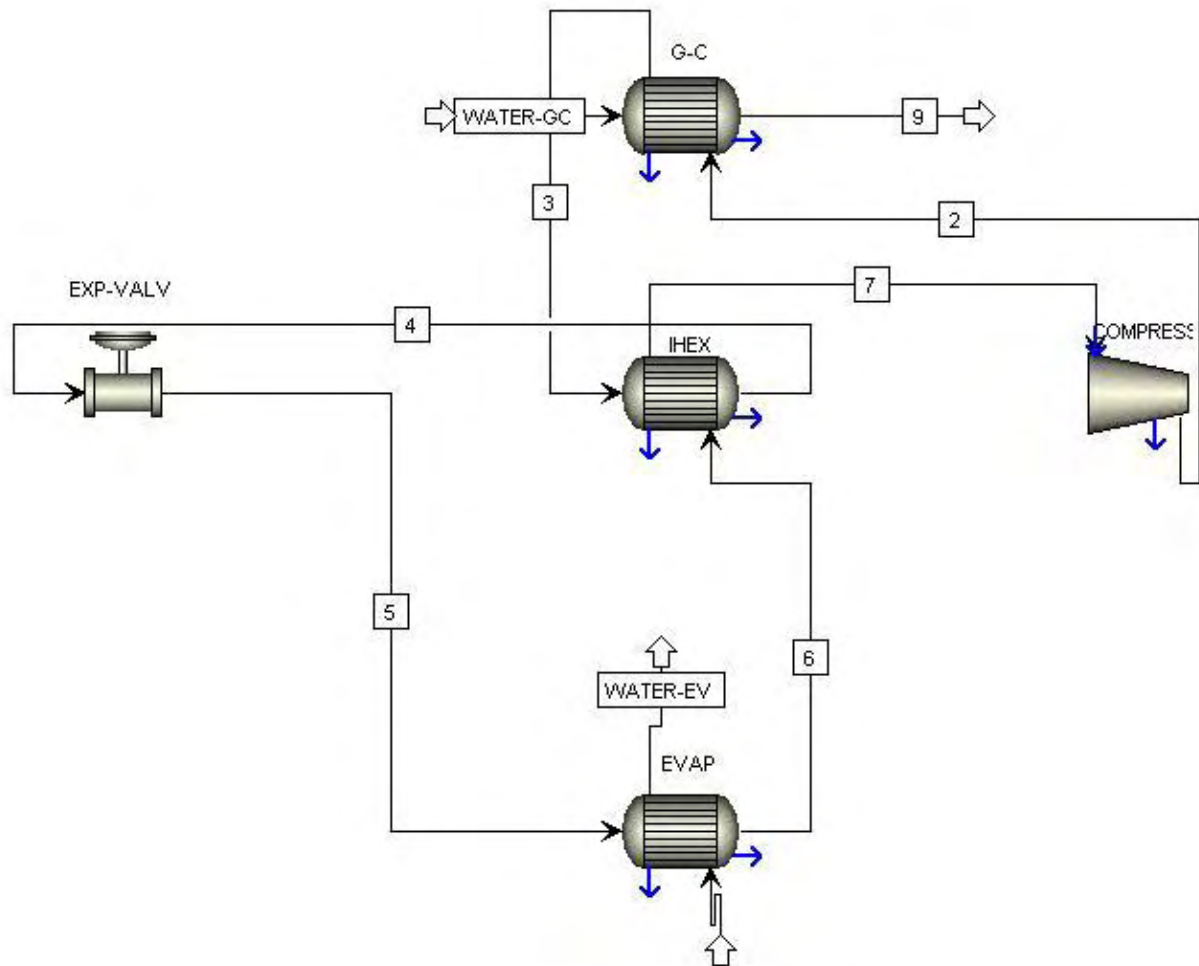 G-C
WATER-GC
9
3
2
EXP-VALV
7
4
IHEX
COMPRESS
5
6
WATER-EV
EVAP